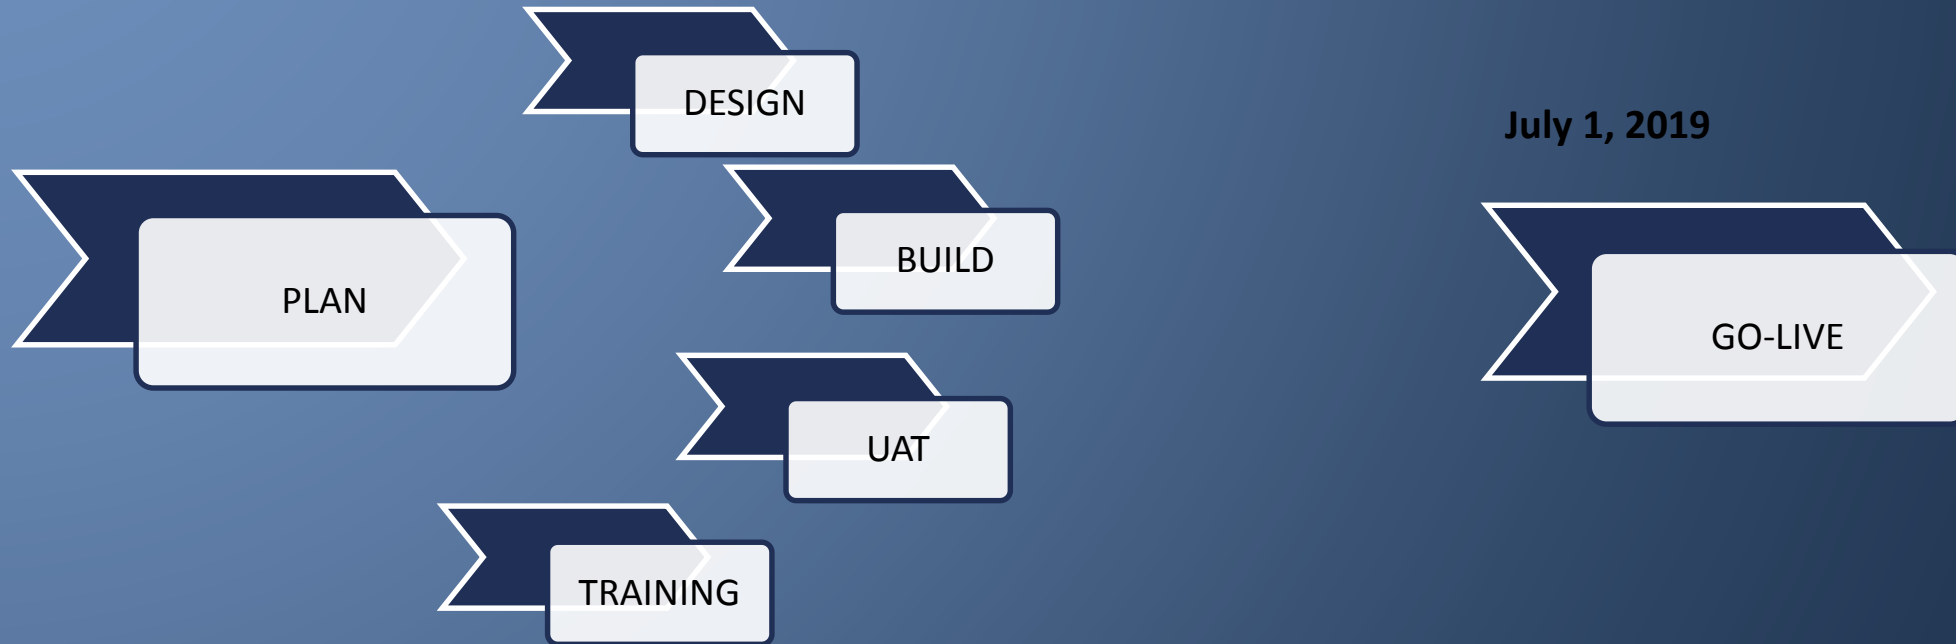 PLAN
DESIGN
BUILD
UAT
TRAINING
July 1, 2019
GO-LIVE